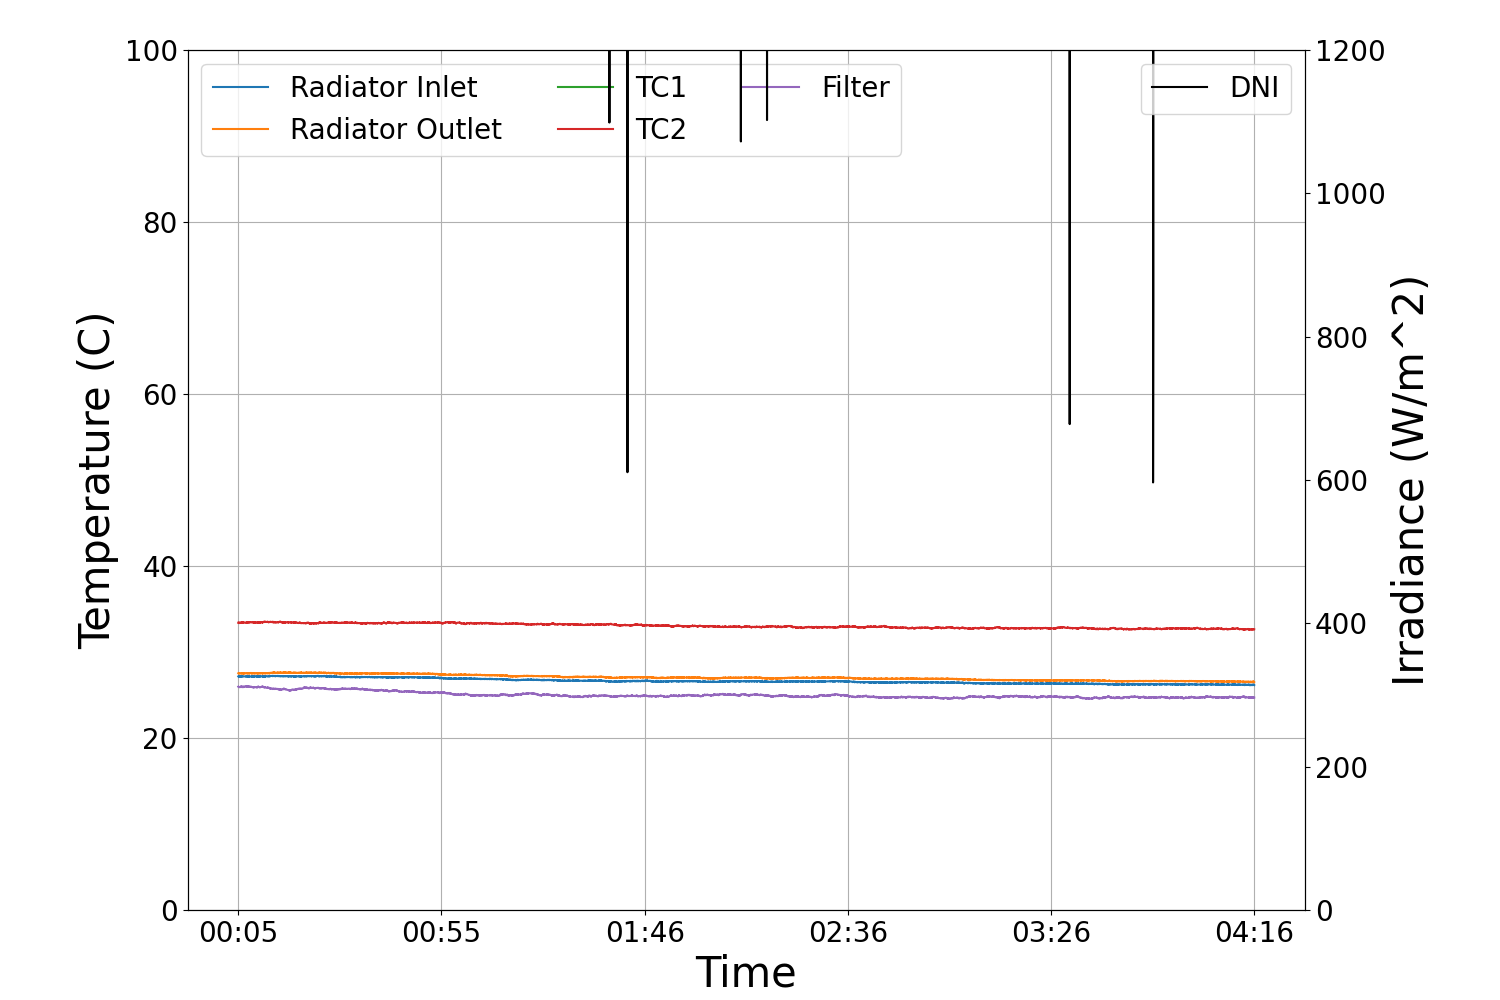 100
80
60
40
20
0
Temperature (C)
Radiator Inlet
Radiator Outlet
TC1
TC2
Filter
DNI
1200
1000
800
600
400
200
0
Irradiance (W/m^2)
00:05 00:55 01:46 02:36 03:26 04:16
Time